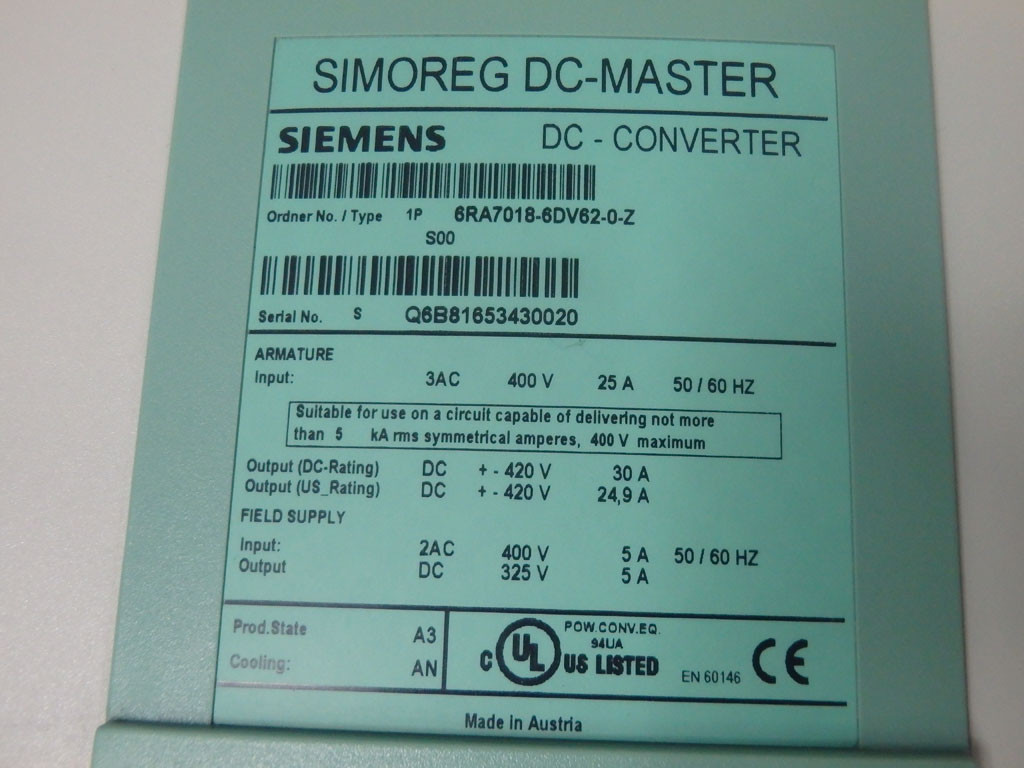 SIMOREG DC-MASTER
SIEMENS DC - CONVERTER
Ordner No. / Type 1P 6RA7018-6DV62-0-Z
S00
Serial No. S Q6B81653430020
ARMATURE
Input: 3AC 400 V 25 A 50 / 60 HZ
Suitable for use on a circuit capable of delivering not more
than 5 kA rms symmetrical amperes, 400 V maximum
Output (DC-Rating) DC + - 420 V 30 A
Output (US_Rating) DC + - 420 V 24,9 A
FIELD SUPPLY
Input: 2AC 400 V 5 A 50 / 60 HZ
Output DC 325 V 5 A
Prod.State A3
Cooling: AN
POW.CONV.EQ.
94UA
C UL US LISTED
EN 60146 CE
Made in Austria